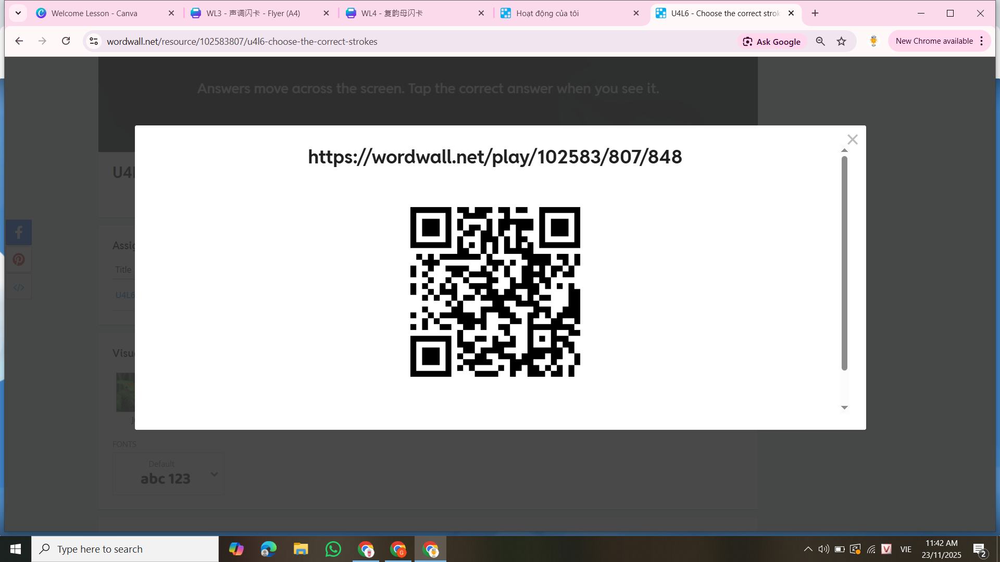 Welcome Lesson - Canva
WL3 - 声调闪卡 - Flyer (A4)
WL4 - 复韵母闪卡
Hoạt động của tôi
U4L6 - Choose the correct strok
wordwall.net/resource/102583807/u4l6-choose-the-correct-strokes
Ask Google
New Chrome available
Answers move across the screen. Tap the correct answer when you see it.
https://wordwall.net/play/102583/807/848
U4L
Assig
Title
U4L6
Visu
FONTS
Default
abc 123
Type here to search
VIE
11:42 AM
23/11/2025
2